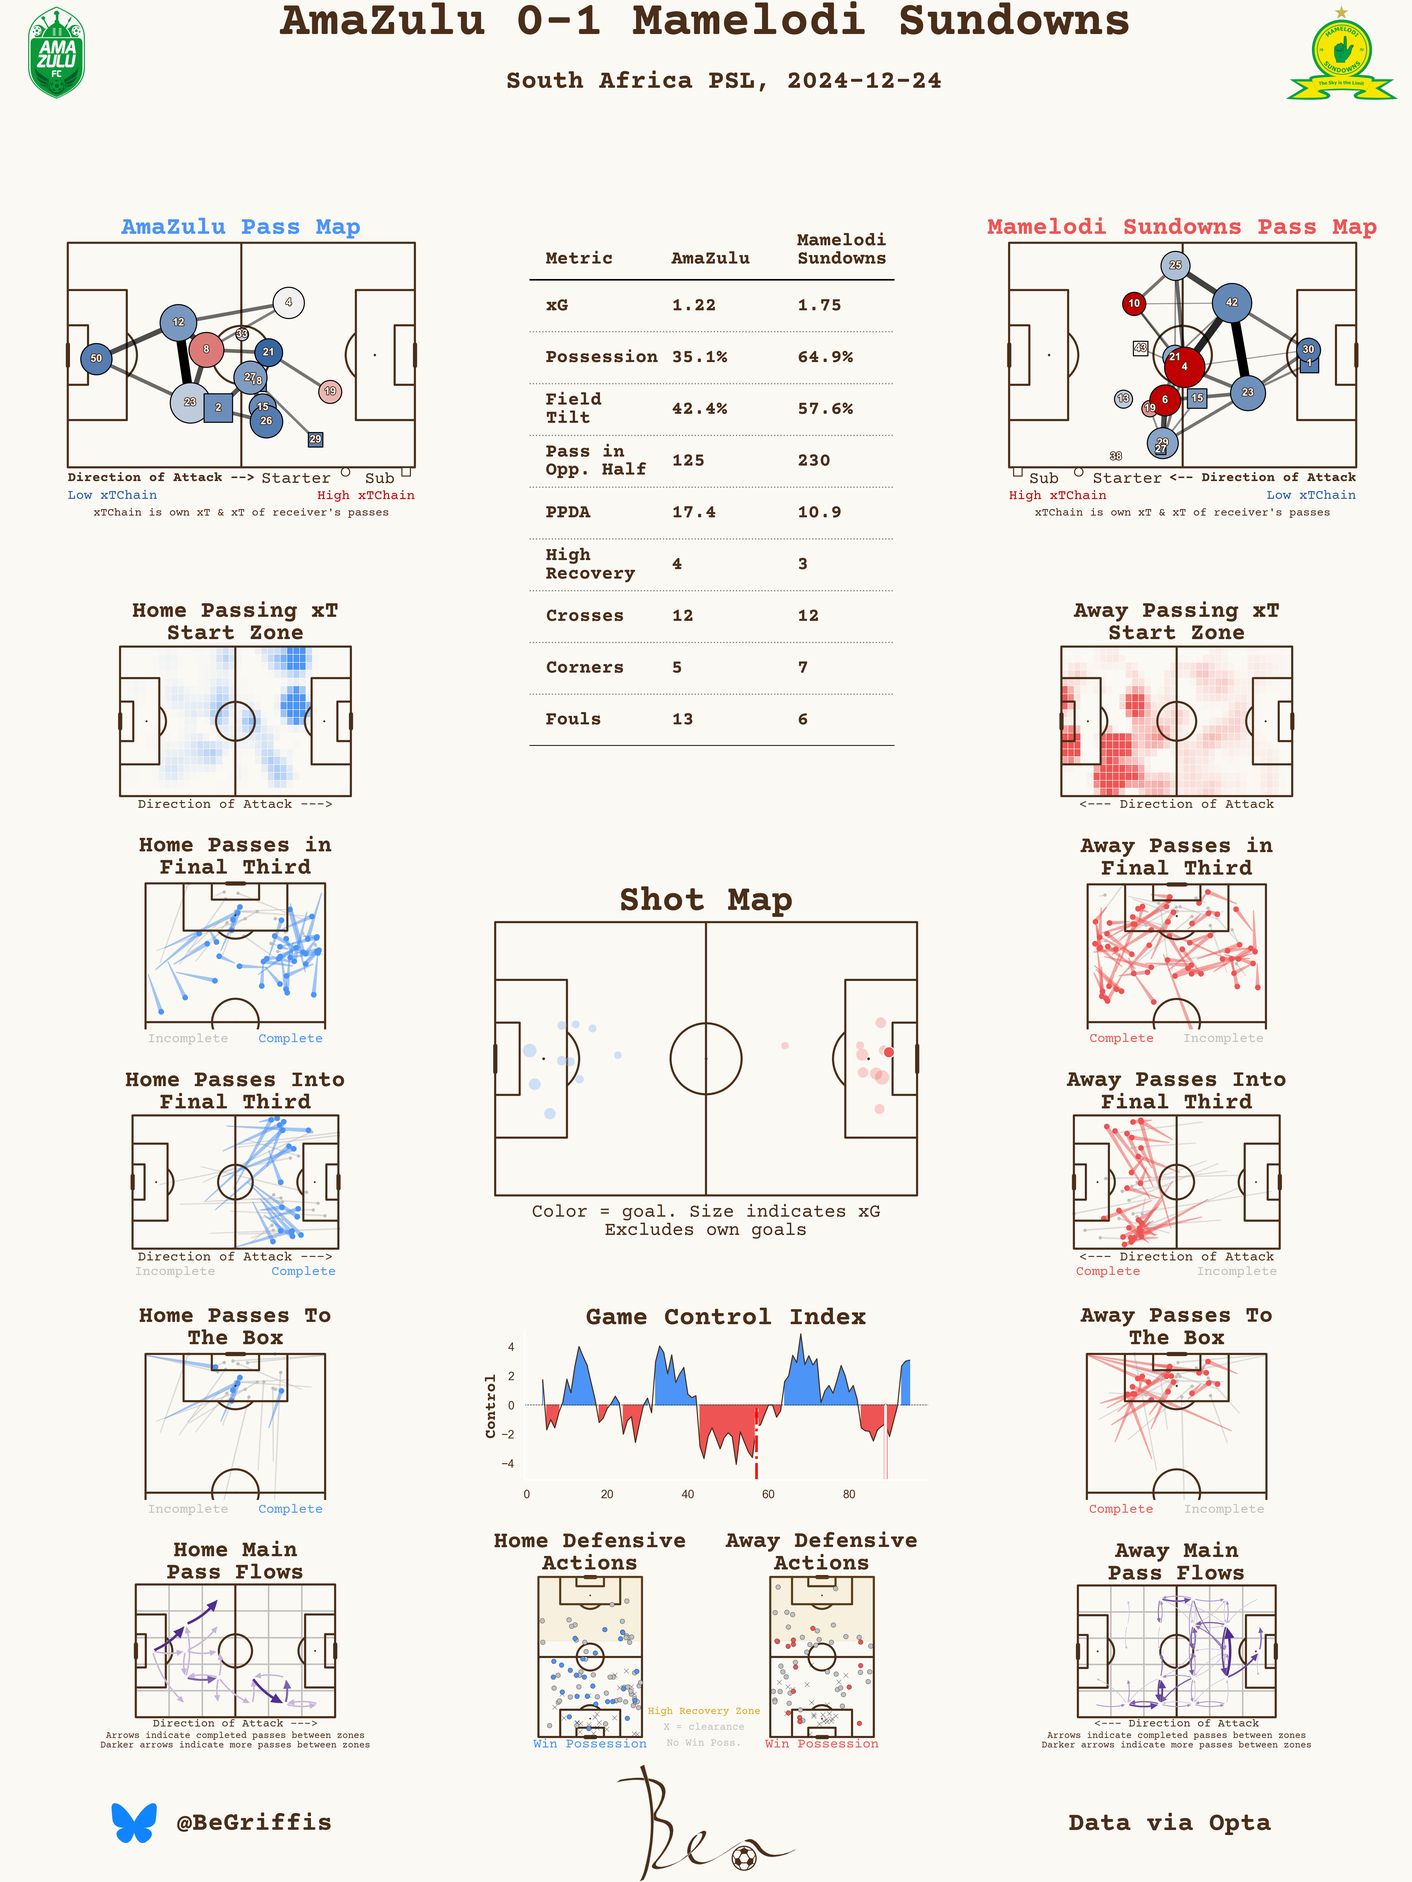 AmaZulu 0-1 Mamelodi Sundowns
South Africa PSL, 2024-12-24
AMA
ZULU
FC
MAMELODI
SUNDOWNS
The Sky is the Limit
AmaZulu Pass Map
50
12
8
23
2
4
33
21
27
18
15
26
19
29
Direction of Attack --> Starter Sub
Low xTChain High xTChain
xTChain is own xT & xT of receiver's passes
Metric AmaZulu Mamelodi
Sundowns
xG 1.22 1.75
Possession 35.1% 64.9%
Field
Tilt 42.4% 57.6%
Pass in
Opp. Half 125 230
PPDA 17.4 10.9
High
Recovery 4 3
Crosses 12 12
Corners 5 7
Fouls 13 6
Mamelodi Sundowns Pass Map
25
10
42
43
21
4
30
1
13
19
6
15
23
29
27
38
Sub Starter <-- Direction of Attack
High xTChain Low xTChain
xTChain is own xT & xT of receiver's passes
Home Passing xT
Start Zone
Direction of Attack --->
Away Passing xT
Start Zone
<--- Direction of Attack
Home Passes in
Final Third
Incomplete Complete
Away Passes in
Final Third
Complete Incomplete
Shot Map
Color = goal. Size indicates xG
Excludes own goals
Home Passes Into
Final Third
Direction of Attack --->
Incomplete Complete
Away Passes Into
Final Third
<--- Direction of Attack
Complete Incomplete
Home Passes To
The Box
Incomplete Complete
Game Control Index
Control
4
2
0
−2
−4
0 20 40 60 80
Away Passes To
The Box
Complete Incomplete
Home Main
Pass Flows
Direction of Attack --->
Arrows indicate completed passes between zones
Darker arrows indicate more passes between zones
Home Defensive
Actions
Win Possession
High Recovery Zone
X = clearance
No Win Poss.
Away Defensive
Actions
Win Possession
Away Main
Pass Flows
<--- Direction of Attack
Arrows indicate completed passes between zones
Darker arrows indicate more passes between zones
@BeGriffis
Ben
Data via Opta